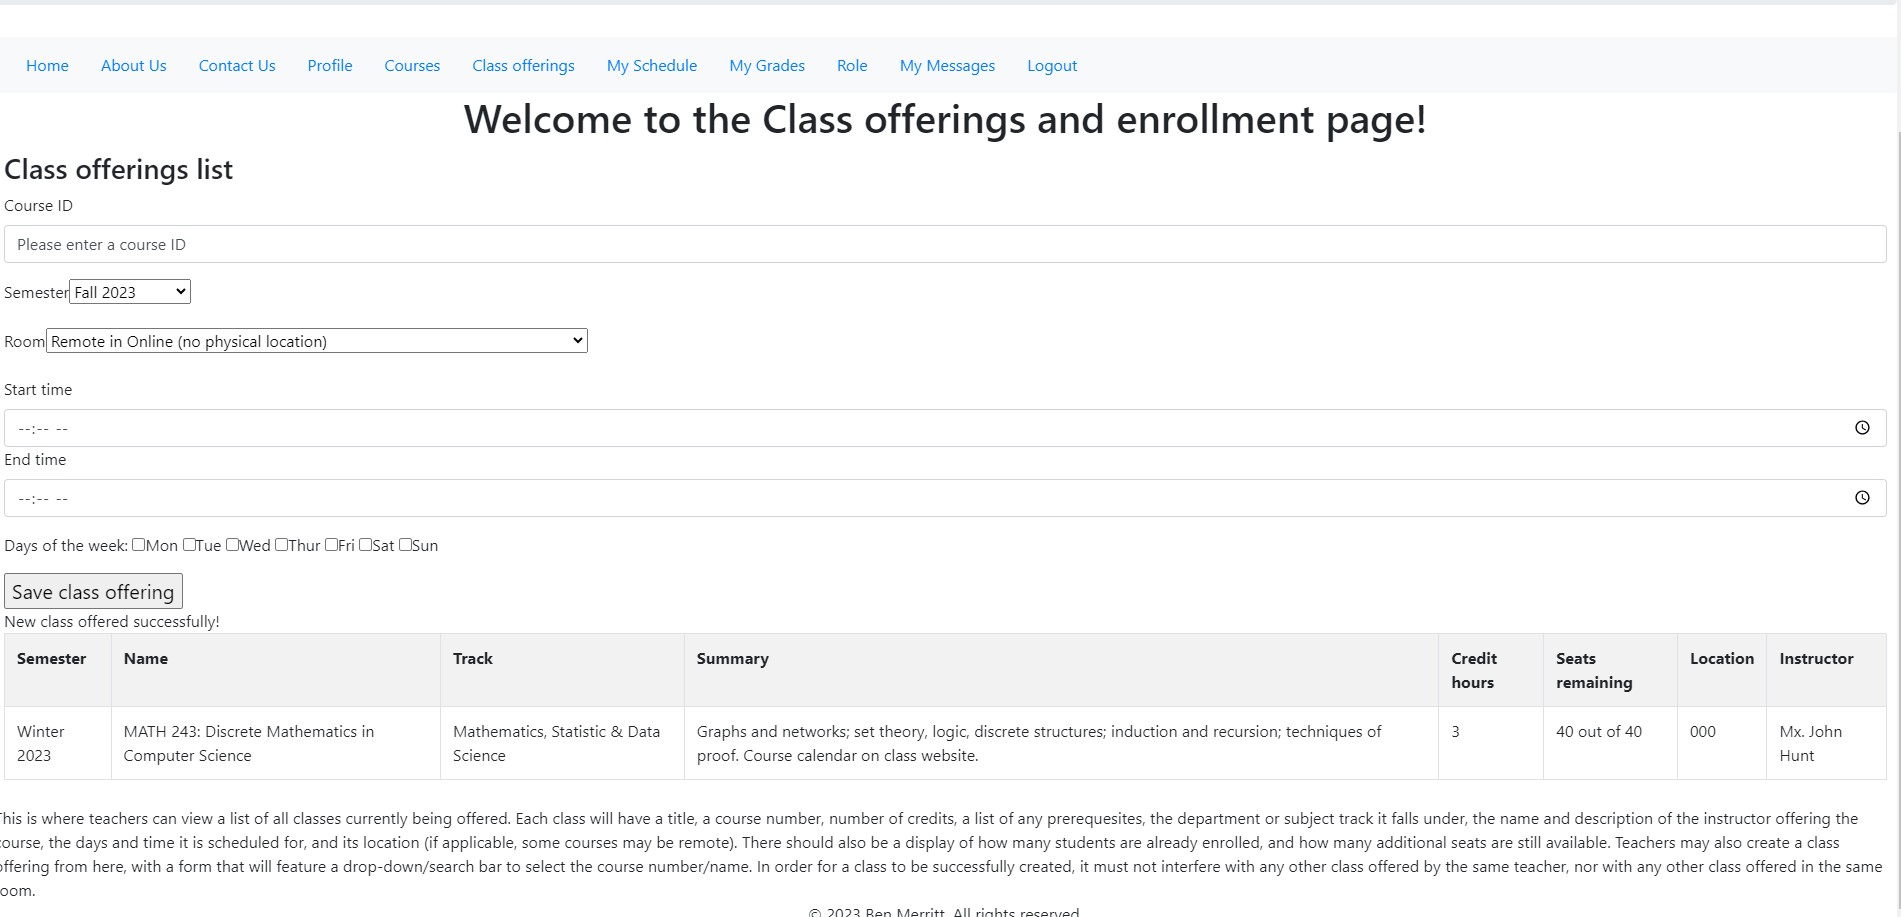 Home About Us Contact Us Profile Courses Class offerings My Schedule My Grades Role My Messages Logout
Welcome to the Class offerings and enrollment page!
Class offerings list
Course ID
Please enter a course ID
Semester Fall 2023
Room Remote in Online (no physical location)
Start time
--:-- --
End time
--:-- --
Days of the week: Mon Tue Wed Thur Fri Sat Sun
Save class offering
New class offered successfully!
Semester Name Track Summary Credit hours Seats remaining Location Instructor
Winter 2023 MATH 243: Discrete Mathematics in Computer Science Mathematics, Statistic & Data Science Graphs and networks; set theory, logic, discrete structures; induction and recursion; techniques of proof. Course calendar on class website. 3 40 out of 40 000 Mx. John Hunt
This is where teachers can view a list of all classes currently being offered. Each class will have a title, a course number, number of credits, a list of any prerequesites, the department or subject track it falls under, the name and description of the instructor offering the
course, the days and time it is scheduled for, and its location (if applicable, some courses may be remote). There should also be a display of how many students are already enrolled, and how many additional seats are still available. Teachers may also create a class
offering from here, with a form that will feature a drop-down/search bar to select the course number/name. In order for a class to be successfully created, it must not interfere with any other class offered by the same teacher, nor with any other class offered in the same
room.
© 2023 Ben Merritt. All rights reserved.